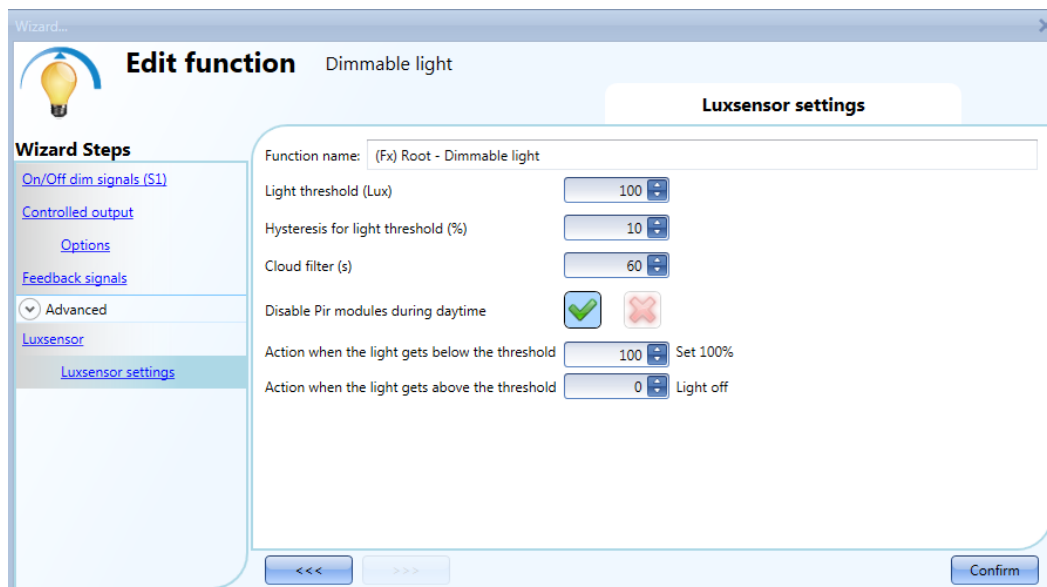 Wizard...
Edit function Dimmable light
Luxsensor settings
Wizard Steps
On/Off dim signals (S1)
Controlled output
Options
Feedback signals
Advanced
Luxsensor
Luxsensor settings
Function name: (Fx) Root - Dimmable light
Light threshold (Lux) 100
Hysteresis for light threshold (%) 10
Cloud filter (s) 60
Disable Pir modules during daytime
Action when the light gets below the threshold 100 Set 100%
Action when the light gets above the threshold 0 Light off
<<< >>> Confirm